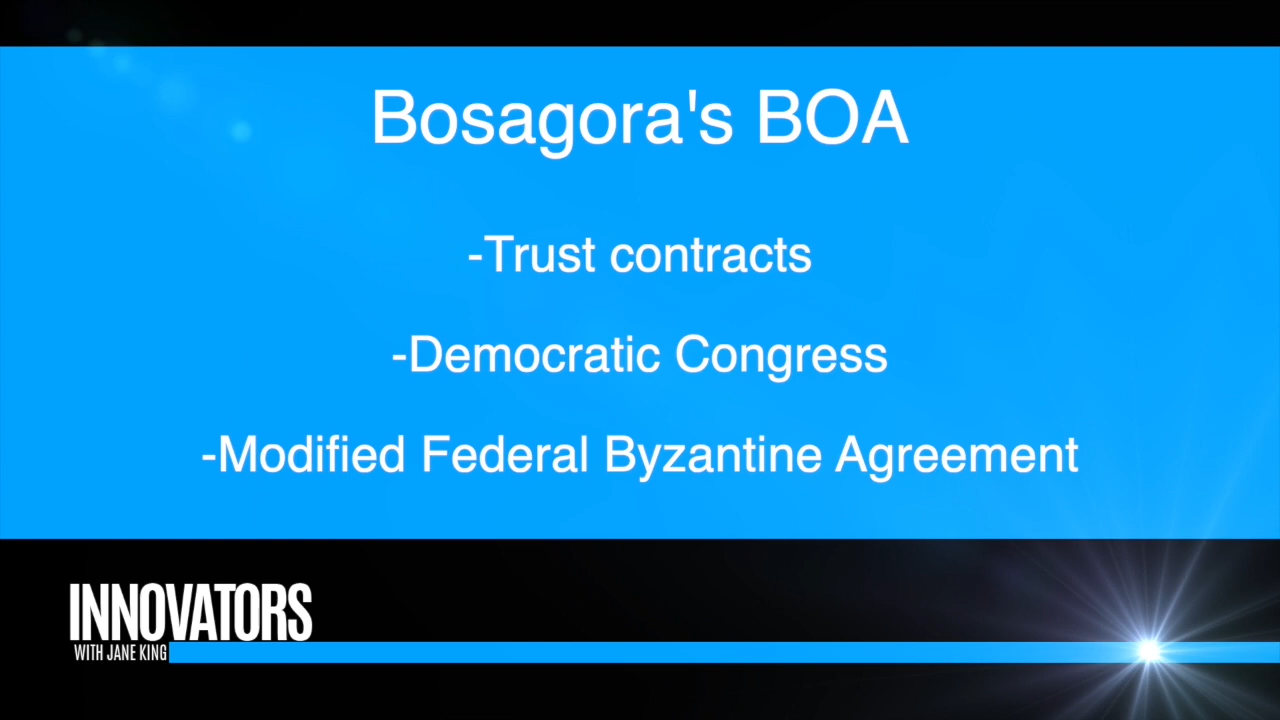 Bosagora's BOA
-Trust contracts
-Democratic Congress
-Modified Federal Byzantine Agreement
INNOVATORS
WITH JANE KING